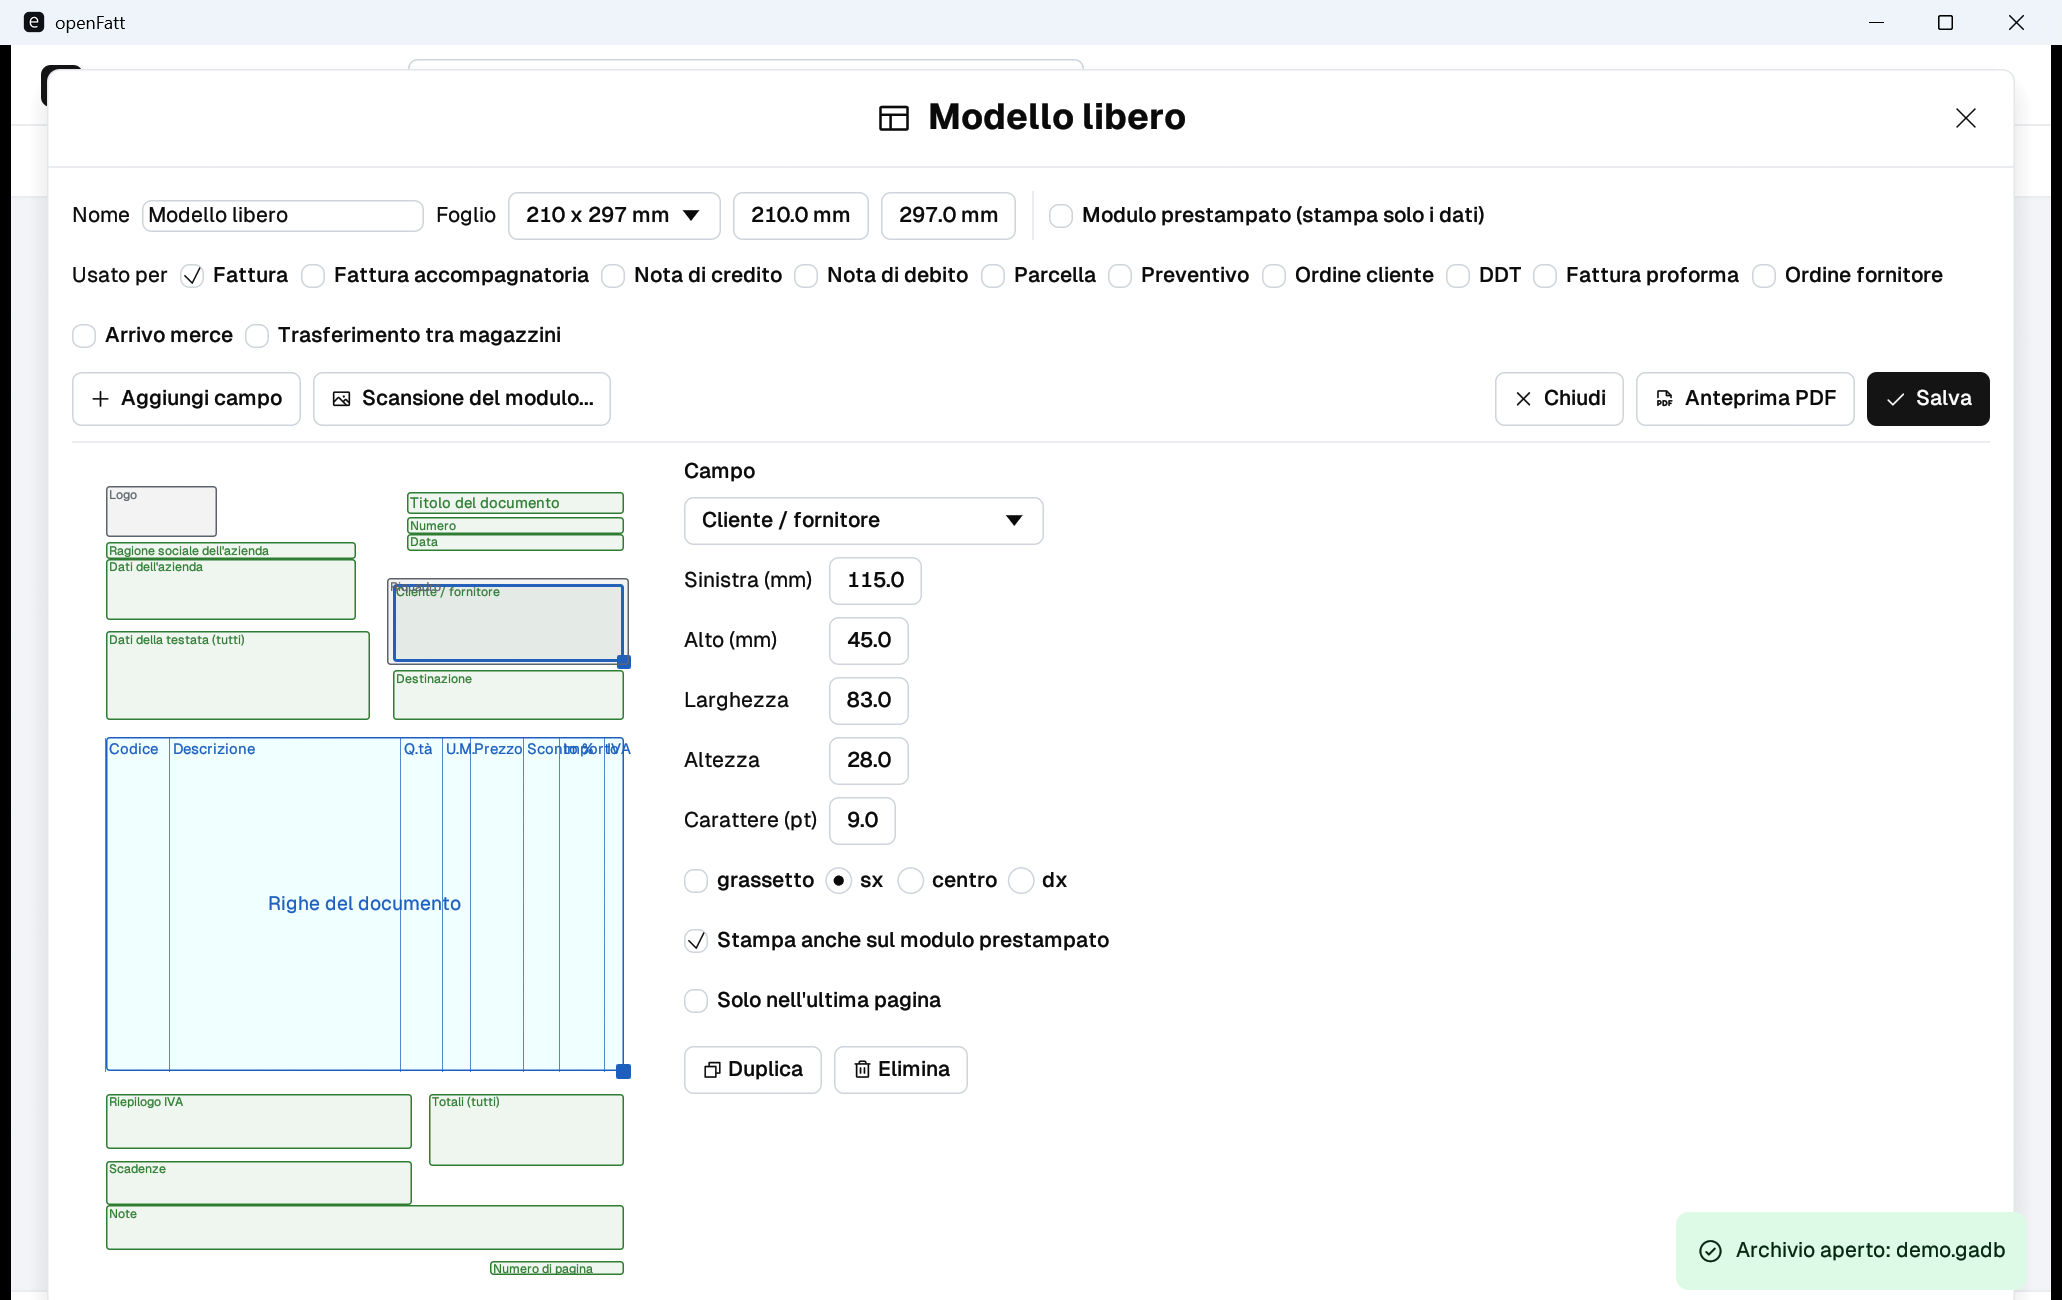 openFatt
Modello libero
Nome Modello libero Foglio 210 x 297 mm 210.0 mm 297.0 mm Modulo prestampato (stampa solo i dati)
Usato per Fattura Fattura accompagnatoria Nota di credito Nota di debito Parcella Preventivo Ordine cliente DDT Fattura proforma Ordine fornitore
Arrivo merce Trasferimento tra magazzini
Aggiungi campo Scansione del modulo... Chiudi Anteprima PDF Salva
Logo
Titolo del documento
Numero
Data
Ragione sociale dell'azienda
Dati dell'azienda
Cliente / fornitore
Dati della testata (tutti)
Destinazione
Codice Descrizione Q.tà U.M. Prezzo Sconto % Importo IVA
Righe del documento
Riepilogo IVA
Totali (tutti)
Scadenze
Note
Numero di pagina
Campo
Cliente / fornitore
Sinistra (mm) 115.0
Alto (mm) 45.0
Larghezza 83.0
Altezza 28.0
Carattere (pt) 9.0
grassetto sx centro dx
Stampa anche sul modulo prestampato
Solo nell'ultima pagina
Duplica Elimina
Archivio aperto: demo.gadb